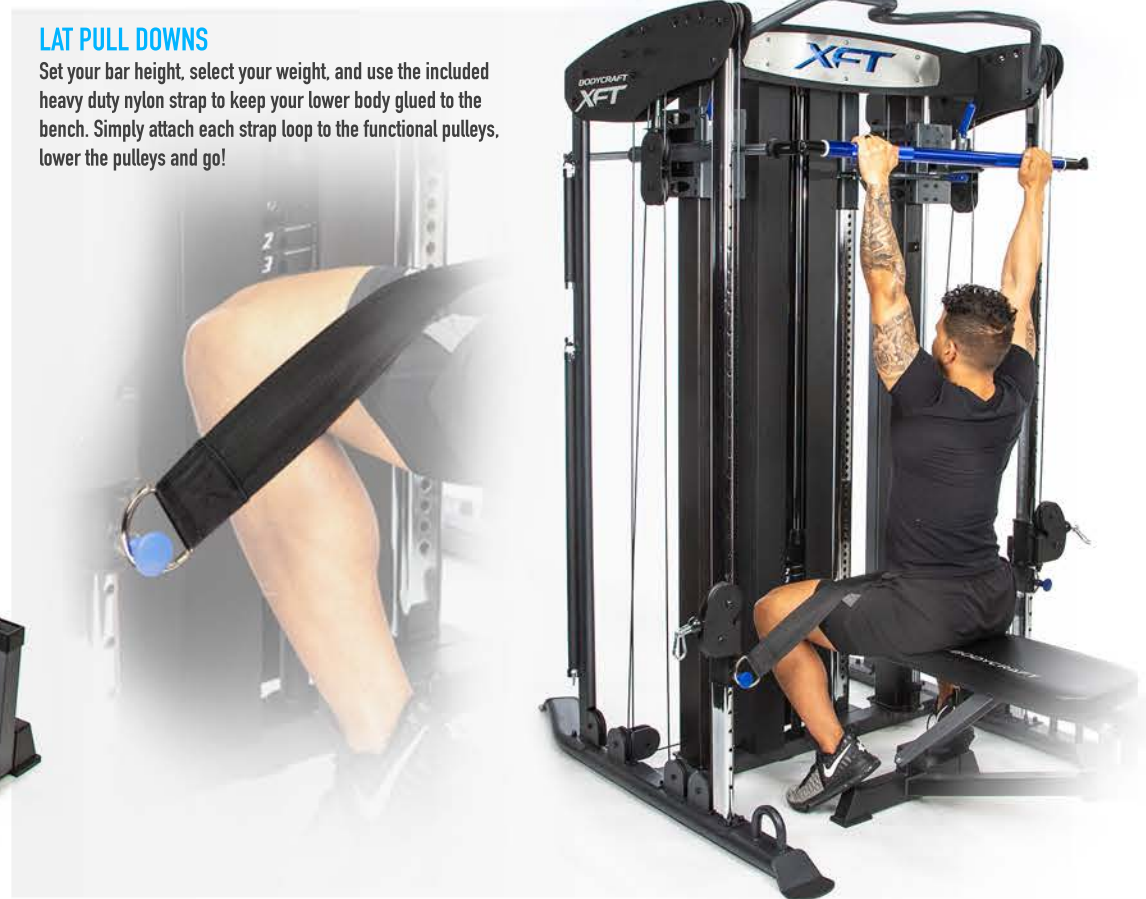 LAT PULL DOWNS
Set your bar height, select your weight, and use the included
heavy duty nylon strap to keep your lower body glued to the
bench. Simply attach each strap loop to the functional pulleys,
lower the pulleys and go!
XFT
BODYCRAFT
XFT
2
3
BODYCRAFT